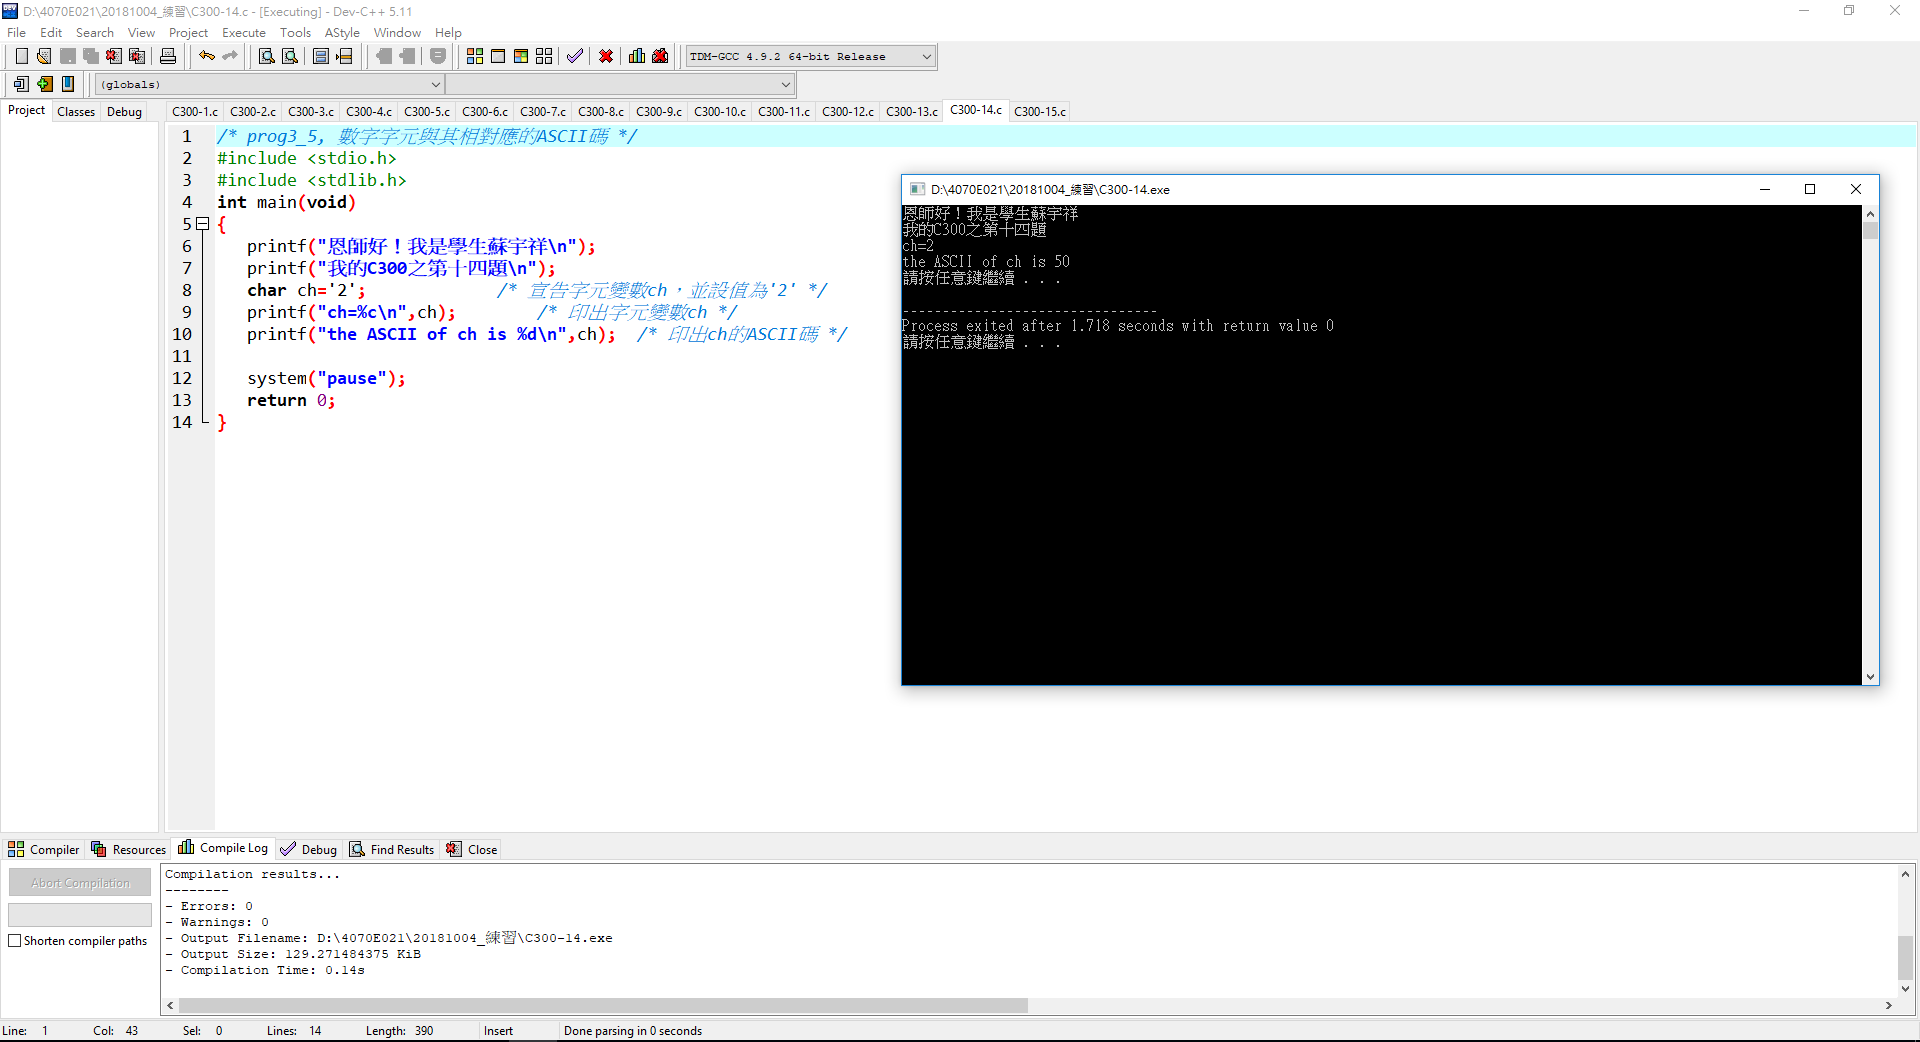 D:\4070E021\20181004_練習\C300-14.c - [Executing] - Dev-C++ 5.11
File Edit Search View Project Execute Tools AStyle Window Help
TDM-GCC 4.9.2 64-bit Release
(globals)
Project Classes Debug
C300-1.c C300-2.c C300-3.c C300-4.c C300-5.c C300-6.c C300-7.c C300-8.c C300-9.c C300-10.c C300-11.c C300-12.c C300-13.c C300-14.c C300-15.c
1 /* prog3_5, 數字字元與其相對應的ASCII碼 */
2 #include <stdio.h>
3 #include <stdlib.h>
4 int main(void)
5 {
6 printf("恩師好！我是學生蘇宇祥\n");
7 printf("我的C300之第十四題\n");
8 char ch='2'; /* 宣告字元變數ch，並設值為'2' */
9 printf("ch=%c\n",ch); /* 印出字元變數ch */
10 printf("the ASCII of ch is %d\n",ch); /* 印出ch的ASCII碼 */
11
12 system("pause");
13 return 0;
14 }
D:\4070E021\20181004_練習\C300-14.exe
恩師好！我是學生蘇宇祥
我的C300之第十四題
ch=2
the ASCII of ch is 50
請按任意鍵繼續 . . .
--------------------------------
Process exited after 1.718 seconds with return value 0
請按任意鍵繼續 . . .
Compiler Resources Compile Log Debug Find Results Close
Abort Compilation
Shorten compiler paths
Compilation results...
--------
- Errors: 0
- Warnings: 0
- Output Filename: D:\4070E021\20181004_練習\C300-14.exe
- Output Size: 129.271484375 KiB
- Compilation Time: 0.14s
Line: 1 Col: 43 Sel: 0 Lines: 14 Length: 390 Insert Done parsing in 0 seconds